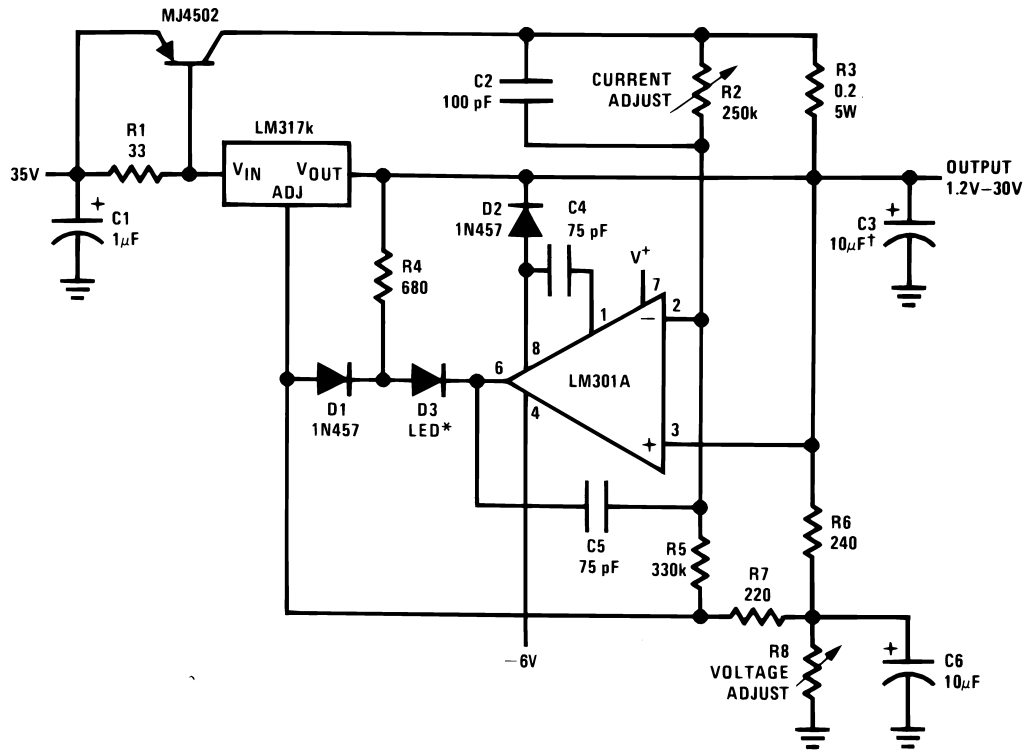 MJ4502
C2
100 pF
CURRENT
ADJUST
R2
250k
R3
0.2
5W
R1
33
LM317k
35V
VIN
VOUT
ADJ
OUTPUT
1.2V–30V
C1
1μF
+
D2
1N457
C4
75 pF
+
C3
10μF†
R4
680
V+
7
2
1
−
8
6
LM301A
D1
1N457
D3
LED*
4
3
+
C5
75 pF
R5
330k
R6
240
R7
220
−6V
R8
VOLTAGE
ADJUST
+
C6
10μF